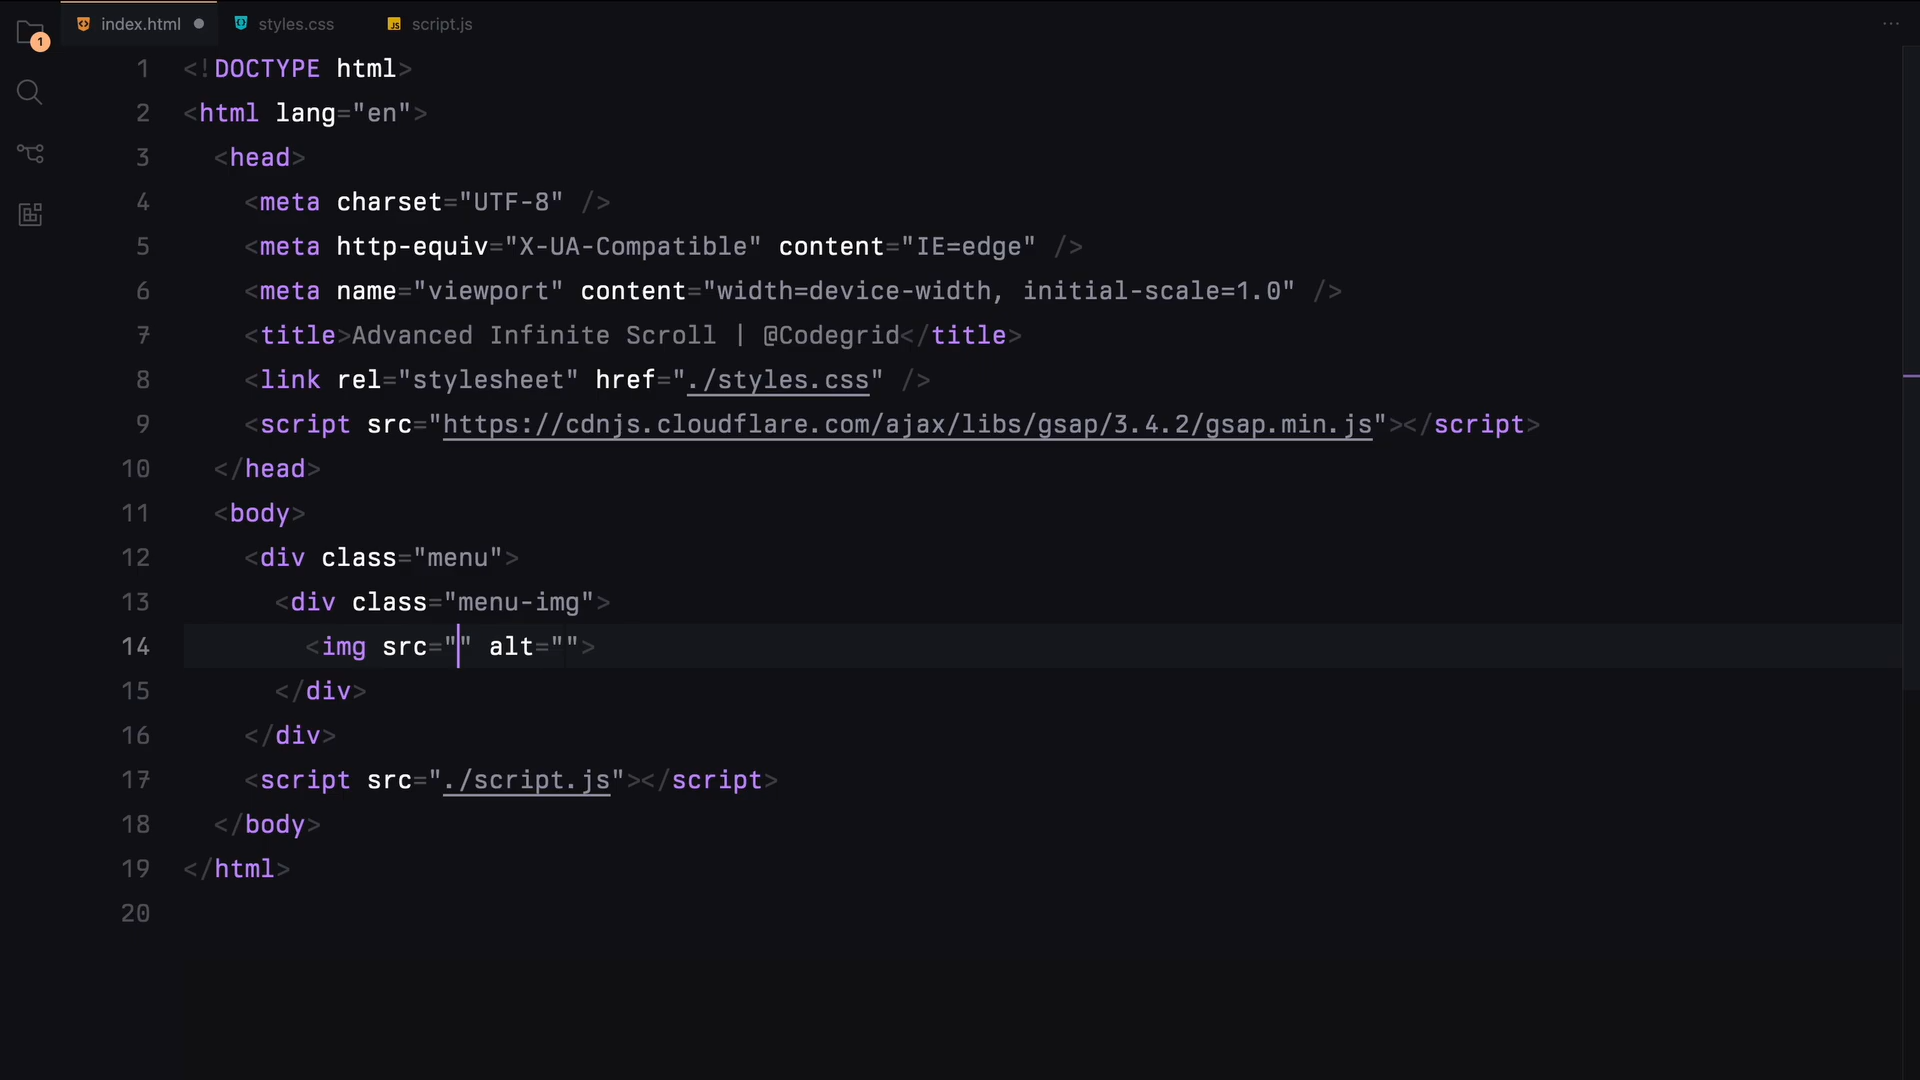 index.html styles.css script.js
1
1 <!DOCTYPE html>
2 <html lang="en">
3 <head>
4 <meta charset="UTF-8" />
5 <meta http-equiv="X-UA-Compatible" content="IE=edge" />
6 <meta name="viewport" content="width=device-width, initial-scale=1.0" />
7 <title>Advanced Infinite Scroll | @Codegrid</title>
8 <link rel="stylesheet" href="./styles.css" />
9 <script src="https://cdnjs.cloudflare.com/ajax/libs/gsap/3.4.2/gsap.min.js"></script>
10 </head>
11 <body>
12 <div class="menu">
13 <div class="menu-img">
14 <img src="" alt="">
15 </div>
16 </div>
17 <script src="./script.js"></script>
18 </body>
19 </html>
20